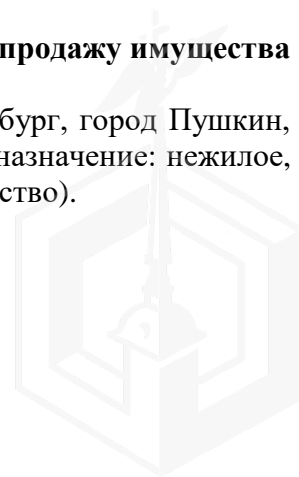 продажу имущества
бург, город Пушкин,
назначение: нежилое,
ство).